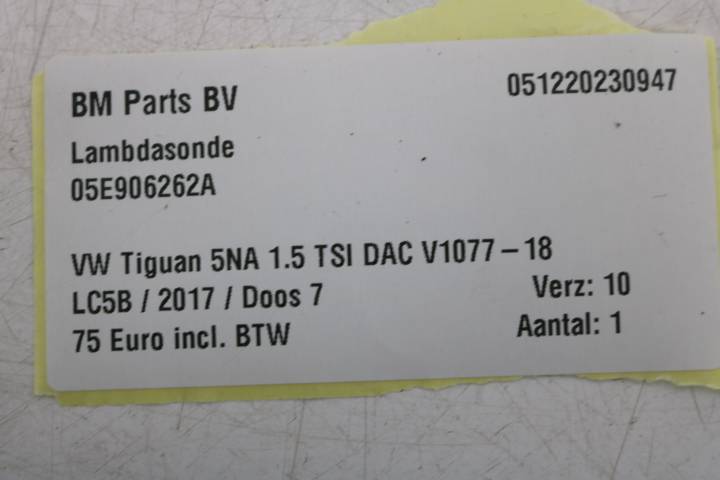 BM Parts BV 051220230947
Lambdasonde
05E906262A
VW Tiguan 5NA 1.5 TSI DAC V1077 – 18
LC5B / 2017 / Doos 7 Verz: 10
75 Euro incl. BTW Aantal: 1